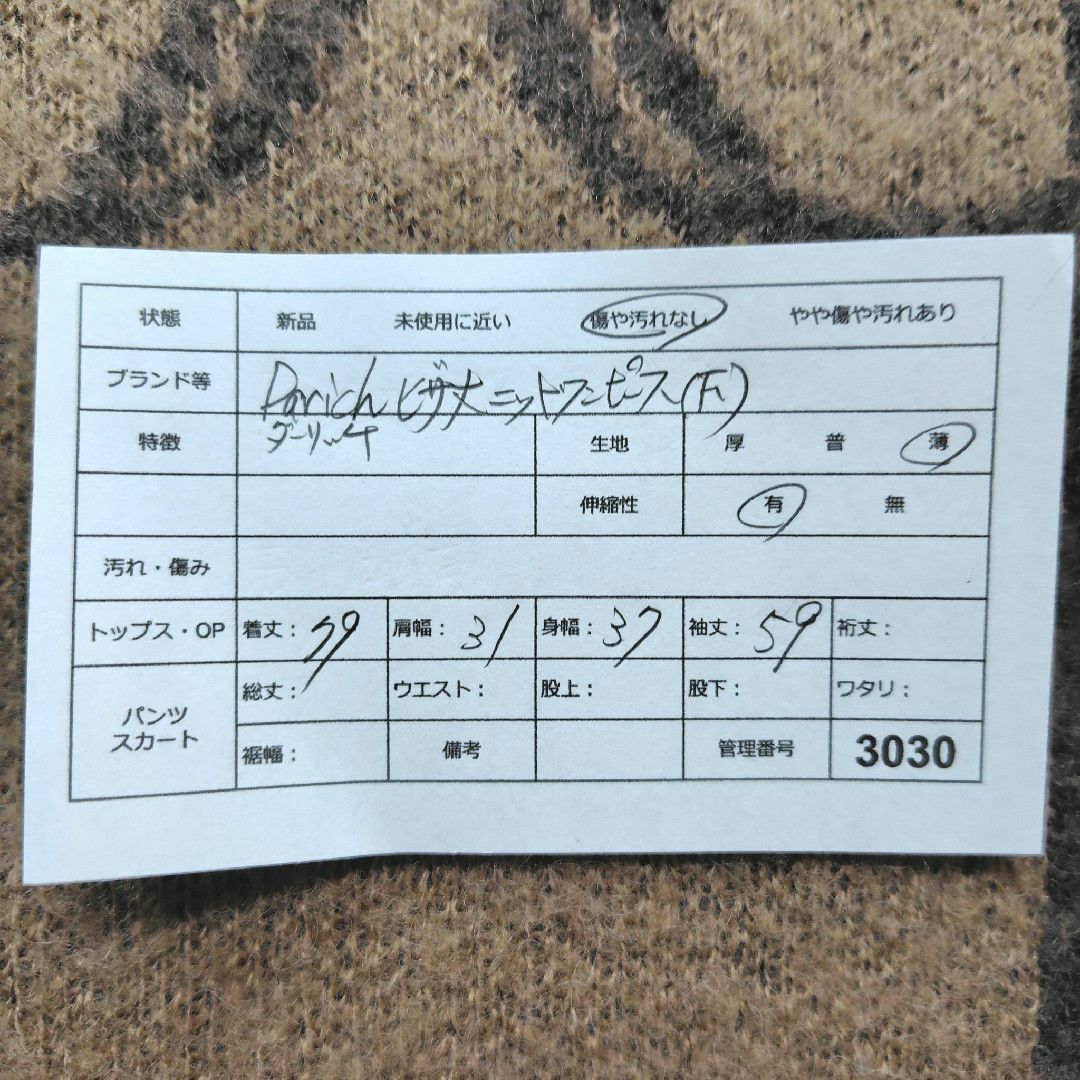 状態 新品 未使用に近い 傷や汚れなし やや傷や汚れあり
ブランド等 Darich ヒザ丈ニットワンピース(F)
特徴 ダーリッチ 生地 厚 普 薄
伸縮性 有 無
汚れ・傷み
トップス・OP 着丈: 79 肩幅: 31 身幅: 37 袖丈: 59 裄丈:
パンツ スカート 総丈: ウエスト: 股上: 股下: ワタリ:
裾幅: 備考 管理番号 3030